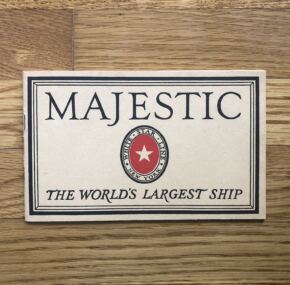 MAJESTIC
WHITE · STAR · LINE
NEW YORK
THE WORLD'S LARGEST SHIP